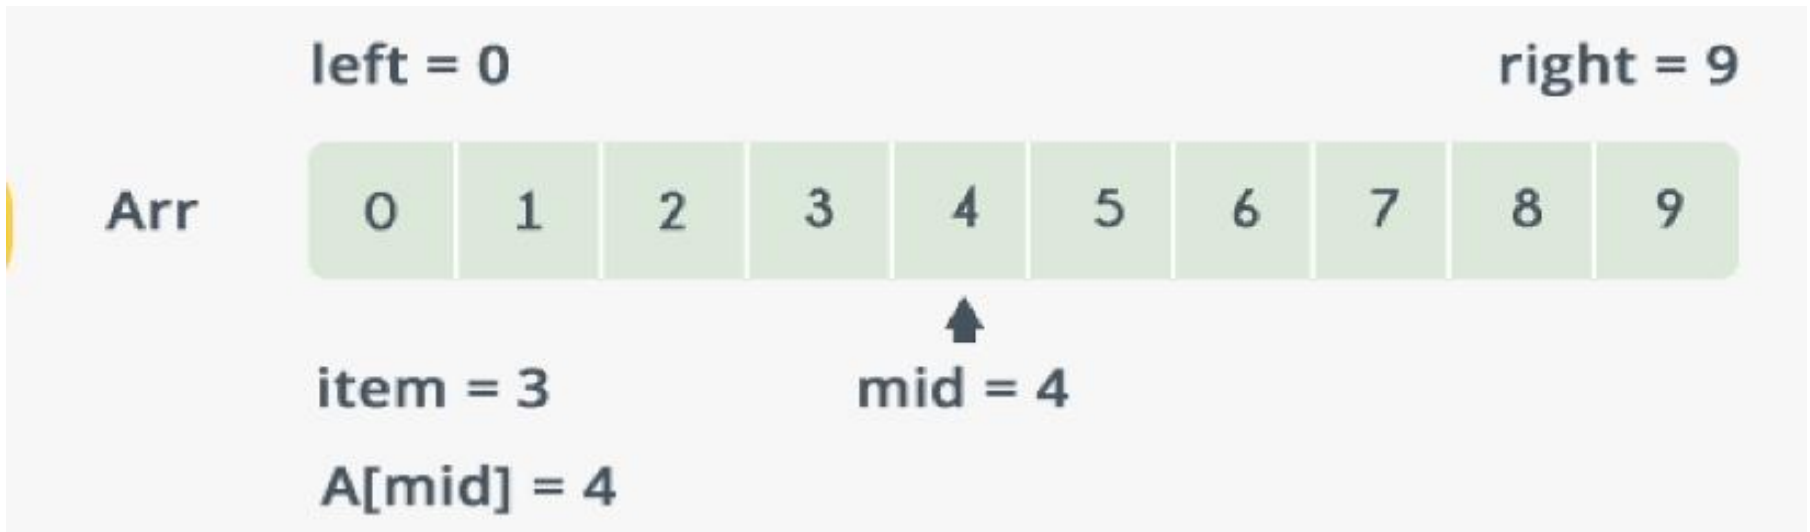 left = 0 right = 9
Arr 0 1 2 3 4 5 6 7 8 9
item = 3 mid = 4
A[mid] = 4